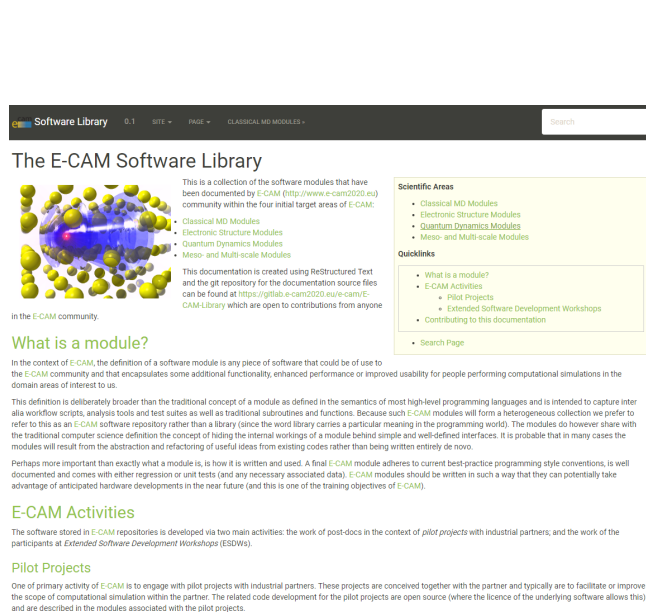 e Software Library 0.1 SITE PAGE CLASSICAL MD MODULES » Search
The E-CAM Software Library
This is a collection of the software modules that have
been documented by E-CAM (http://www.e-cam2020.eu)
community within the four initial target areas of E-CAM:
• Classical MD Modules
• Electronic Structure Modules
• Quantum Dynamics Modules
• Meso- and Multi-scale Modules
This documentation is created using ReStructured Text
and the git repository for the documentation source files
can be found at https://gitlab.e-cam2020.eu/e-cam/E-
CAM-Library which are open to contributions from anyone
in the E-CAM community.
Scientific Areas
• Classical MD Modules
• Electronic Structure Modules
• Quantum Dynamics Modules
• Meso- and Multi-scale Modules
Quicklinks
• What is a module?
• E-CAM Activities
• Pilot Projects
• Extended Software Development Workshops
• Contributing to this documentation
• Search Page
What is a module?
In the context of E-CAM, the definition of a software module is any piece of software that could be of use to
the E-CAM community and that encapsulates some additional functionality, enhanced performance or improved usability for people performing computational simulations in the
domain areas of interest to us.
This definition is deliberately broader than the traditional concept of a module as defined in the semantics of most high-level programming languages and is intended to capture inter
alia workflow scripts, analysis tools and test suites as well as traditional subroutines and functions. Because such E-CAM modules will form a heterogeneous collection we prefer to
refer to this as an E-CAM software repository rather than a library (since the word library carries a particular meaning in the programming world). The modules do however share with
the traditional computer science definition the concept of hiding the internal workings of a module behind simple and well-defined interfaces. It is probable that in many cases the
modules will result from the abstraction and refactoring of useful ideas from existing codes rather than being written entirely de novo.
Perhaps more important than exactly what a module is, is how it is written and used. A final E-CAM module adheres to current best-practice programming style conventions, is well
documented and comes with either regression or unit tests (and any necessary associated data). E-CAM modules should be written in such a way that they can potentially take
advantage of anticipated hardware developments in the near future (and this is one of the training objectives of E-CAM).
E-CAM Activities
The software stored in E-CAM repositories is developed via two main activities: the work of post-docs in the context of pilot projects with industrial partners; and the work of the
participants at Extended Software Development Workshops (ESDWs).
Pilot Projects
One of primary activity of E-CAM is to engage with pilot projects with industrial partners. These projects are conceived together with the partner and typically are to facilitate or improve
the scope of computational simulation within the partner. The related code development for the pilot projects are open source (where the licence of the underlying software allows this)
and are described in the modules associated with the pilot projects.